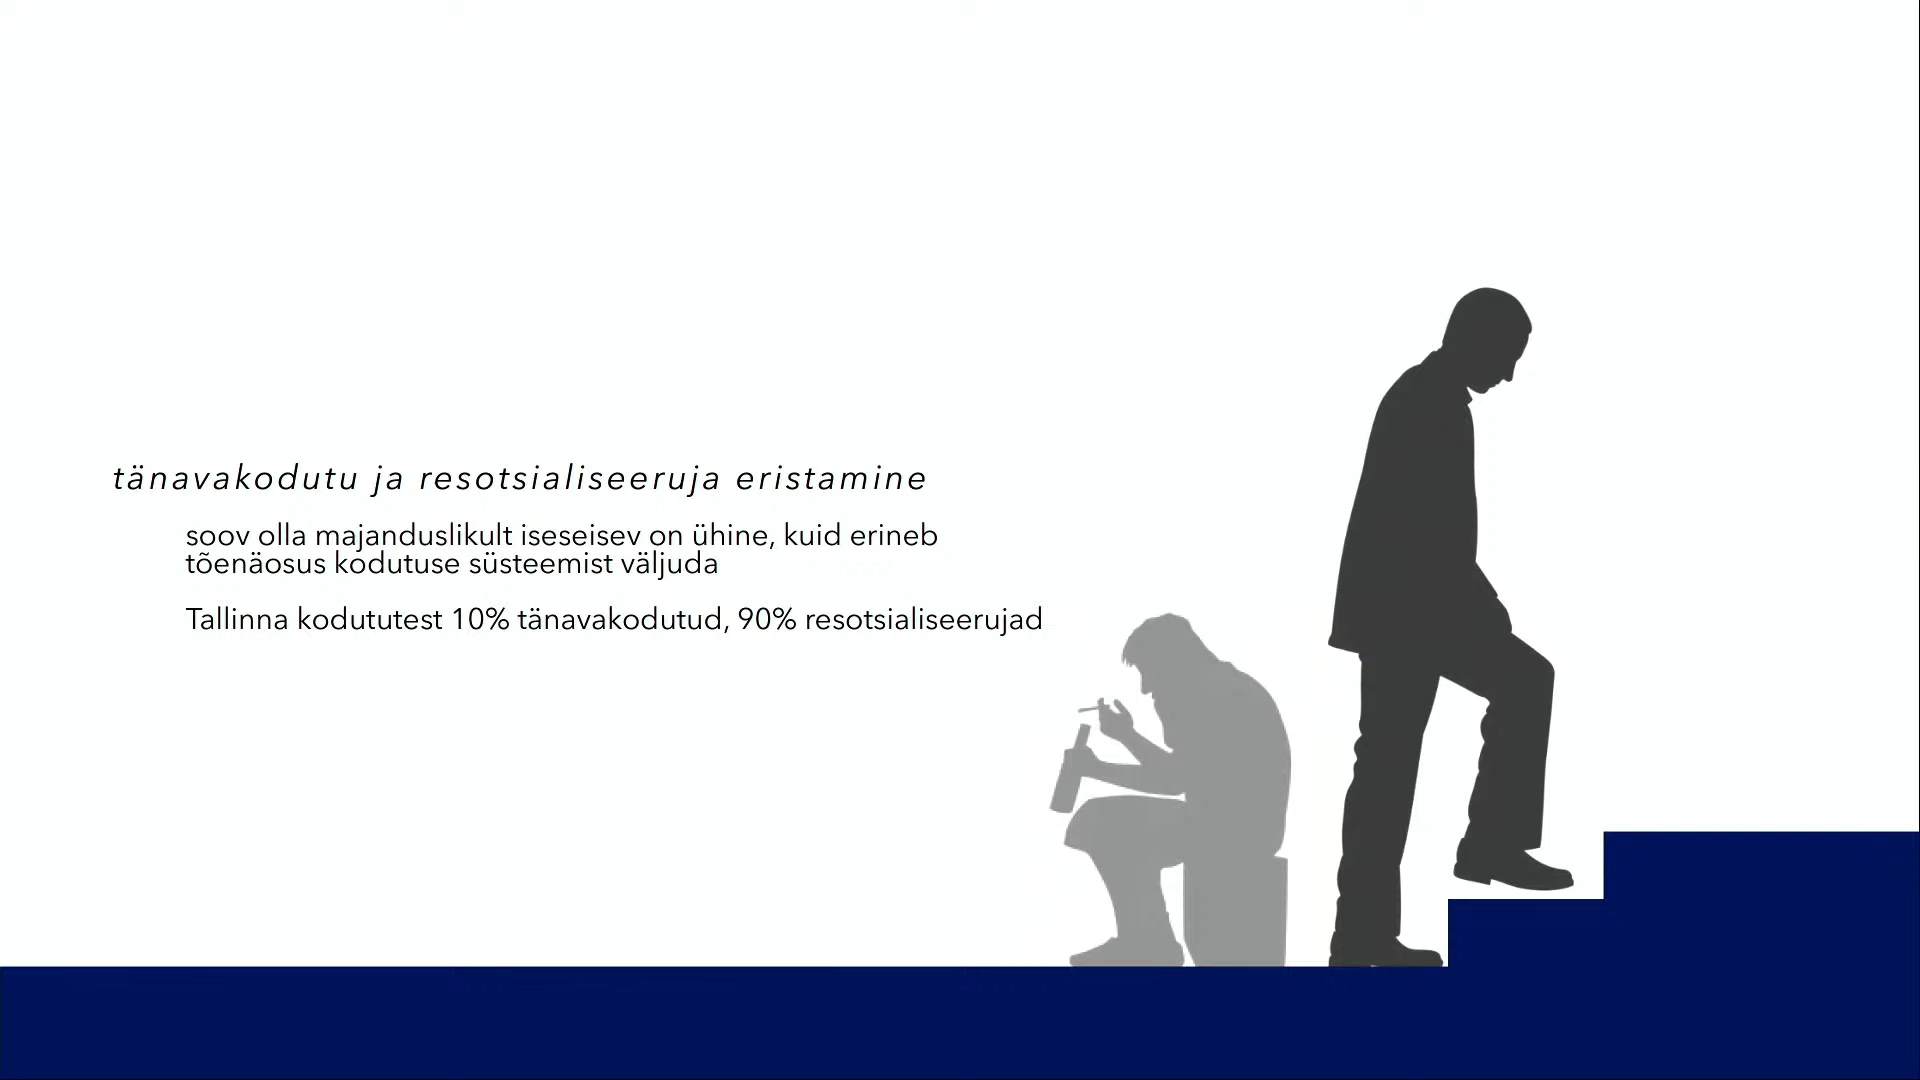 tänavakodutu ja resotsialiseeruja eristamine
soov olla majanduslikult iseseisev on ühine, kuid erineb
tõenäosus kodutuse süsteemist väljuda
Tallinna kodututest 10% tänavakodutud, 90% resotsialiseerujad